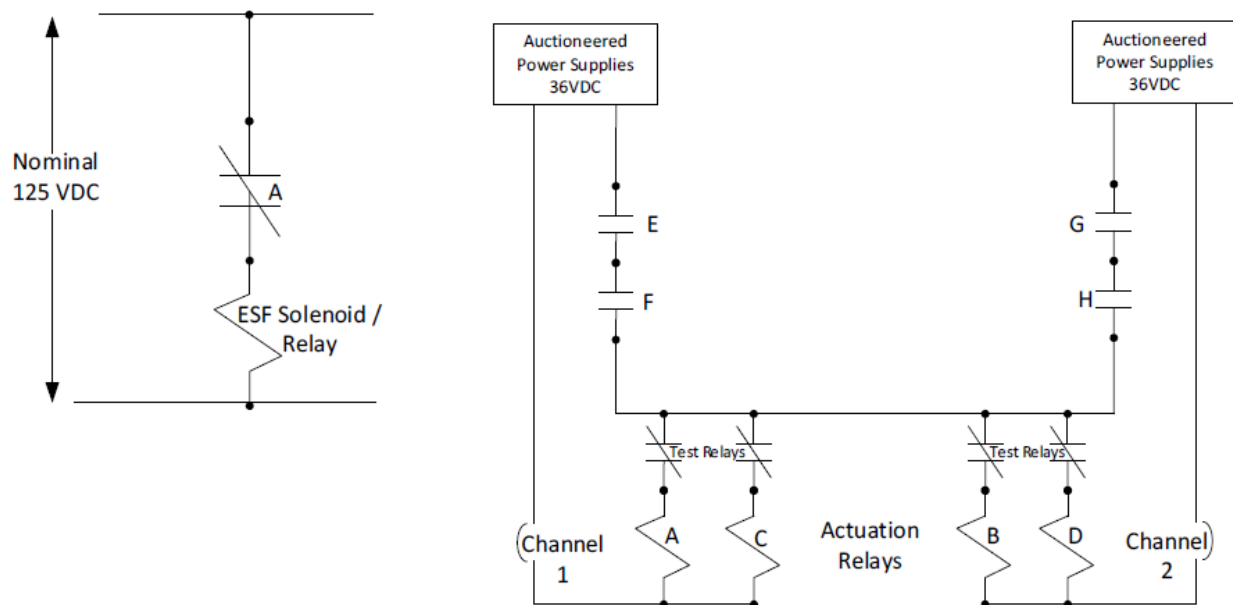 Nominal
125 VDC
A
ESF Solenoid /
Relay
Auctioneered
Power Supplies
36VDC
Auctioneered
Power Supplies
36VDC
E
F
G
H
Test Relays
Test Relays
Channel
1
A
C
Actuation
Relays
B
D
Channel
2